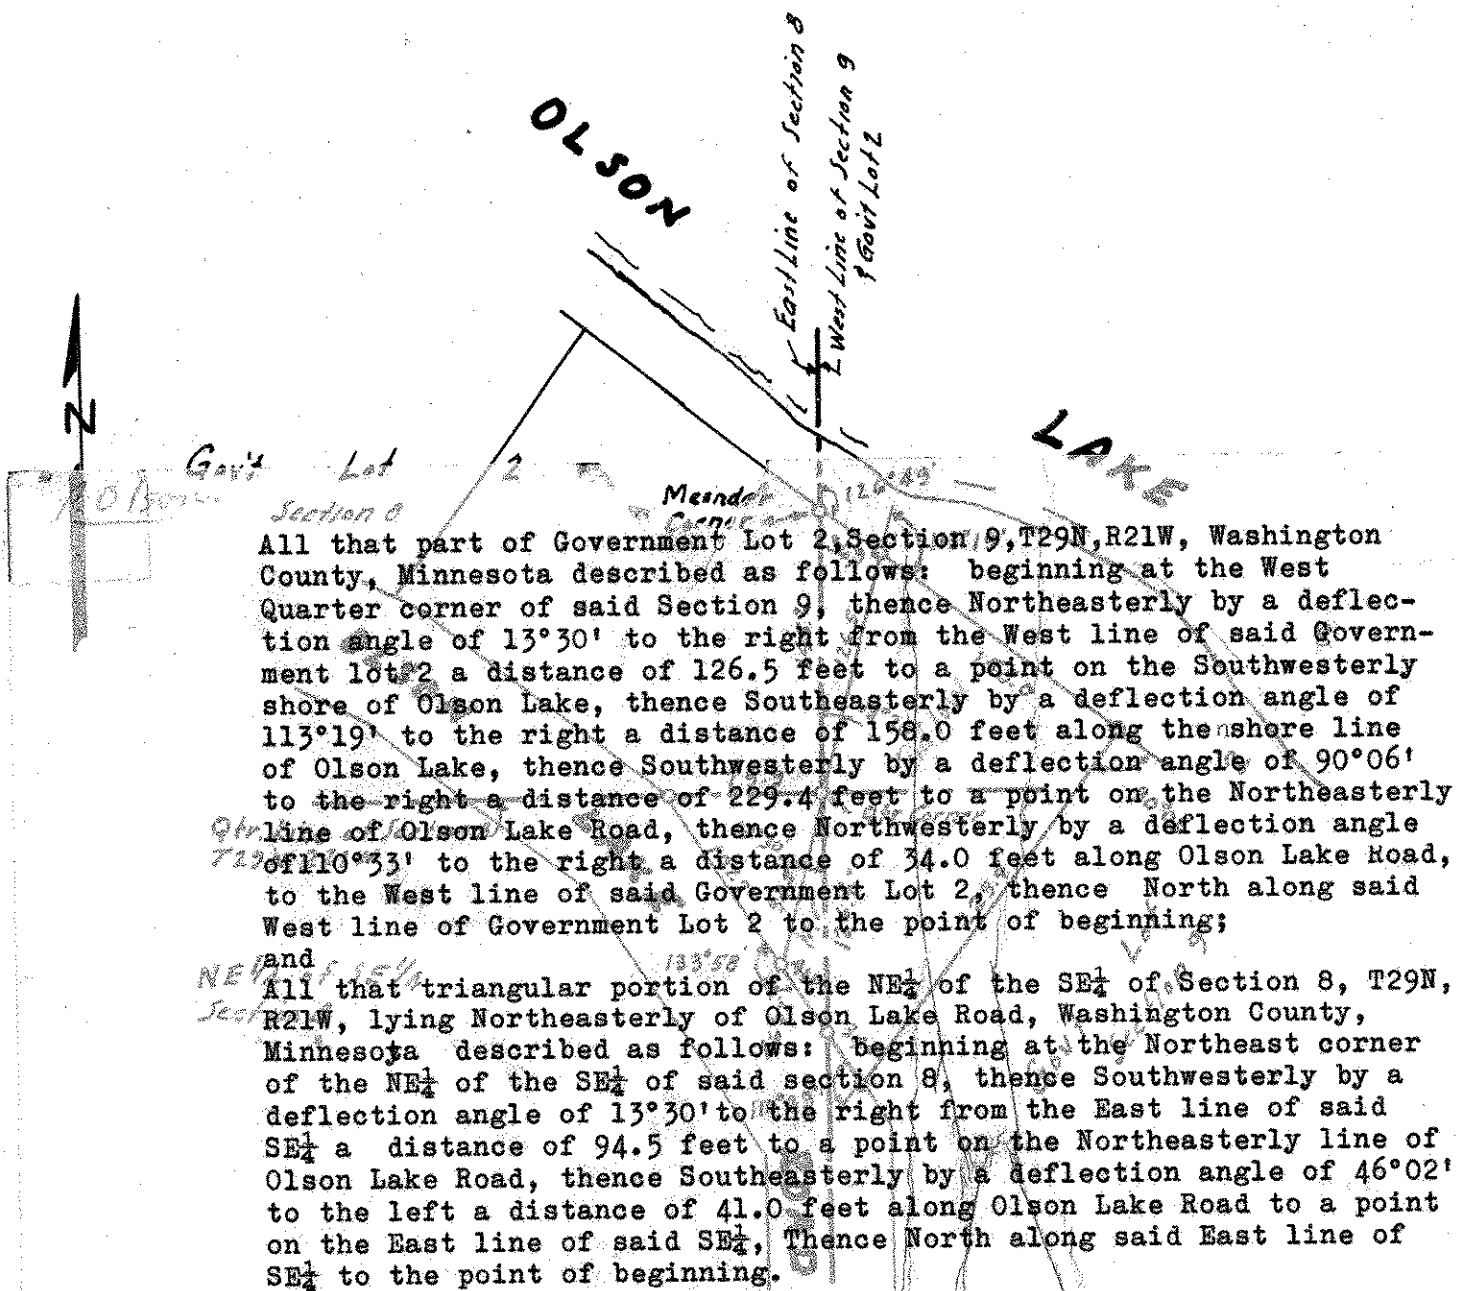 OLSON
East Line of Section 8
West Line of Section 9
& Gov't Lot 2
N
LAKE
Gov't Lot 2
Section 8
Meander
Corner
126°49'
All that part of Government Lot 2,Section 9,T29N,R21W, Washington
County, Minnesota described as follows: beginning at the West
Quarter corner of said Section 9, thence Northeasterly by a deflec-
tion angle of 13°30' to the right from the West line of said Govern-
ment lot 2 a distance of 126.5 feet to a point on the Southwesterly
shore of Olson Lake, thence Southeasterly by a deflection angle of
113°19' to the right a distance of 158.0 feet along the shore line
of Olson Lake, thence Southwesterly by a deflection angle of 90°06'
to the right a distance of 229.4 feet to a point on the Northeasterly
line of Olson Lake Road, thence Northwesterly by a deflection angle
of110°33' to the right a distance of 34.0 feet along Olson Lake Road,
to the West line of said Government Lot 2, thence North along said
West line of Government Lot 2 to the point of beginning;
and
133°58'
All that triangular portion of the NE¼ of the SE¼ of Section 8, T29N,
R21W, lying Northeasterly of Olson Lake Road, Washington County,
Minnesota described as follows: beginning at the Northeast corner
of the NE¼ of the SE¼ of said section 8, thence Southwesterly by a
deflection angle of 13°30'to the right from the East line of said
SE¼ a distance of 94.5 feet to a point on the Northeasterly line of
Olson Lake Road, thence Southeasterly by a deflection angle of 46°02'
to the left a distance of 41.0 feet along Olson Lake Road to a point
on the East line of said SE¼, Thence North along said East line of
SE¼ to the point of beginning.